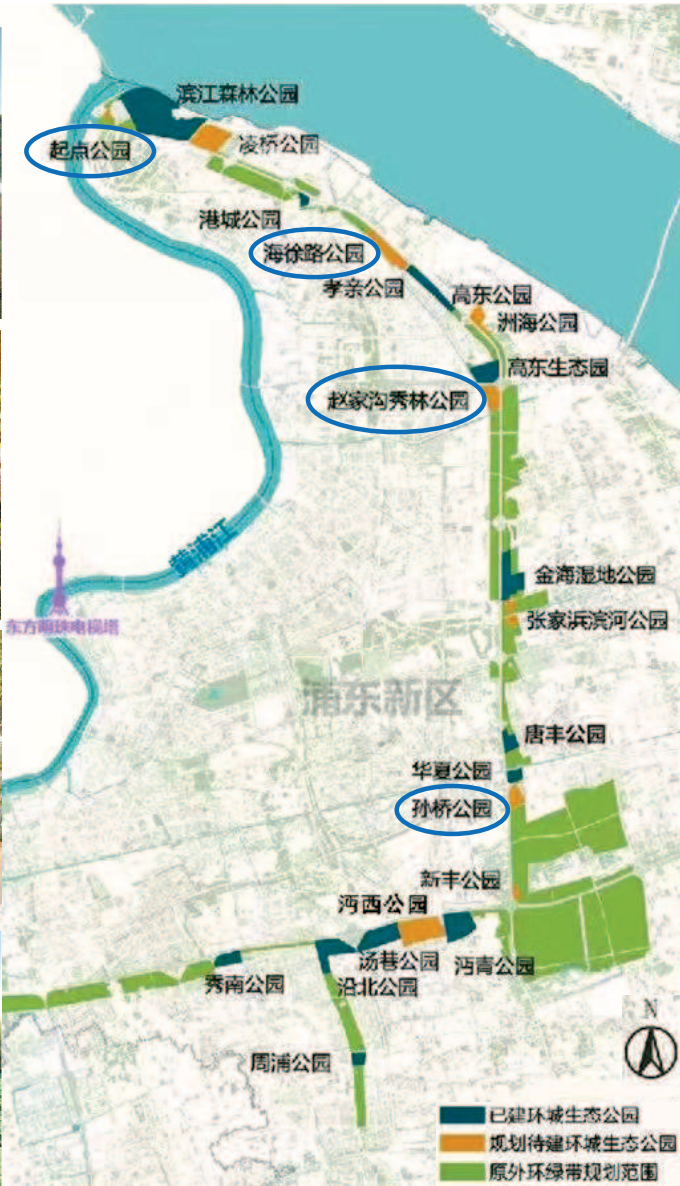 滨江森林公园
起点公园
凌桥公园
港城公园
海徐路公园
孝亲公园
高东公园
洲海公园
高东生态园
赵家沟秀林公园
黄浦江
金海湿地公园
东方明珠电视塔
张家浜滨河公园
浦东新区
唐丰公园
华夏公园
孙桥公园
新丰公园
沔西公园
汤巷公园
沔青公园
秀南公园
沿北公园
周浦公园
N
已建环城生态公园
规划待建环城生态公园
原外环绿带规划范围